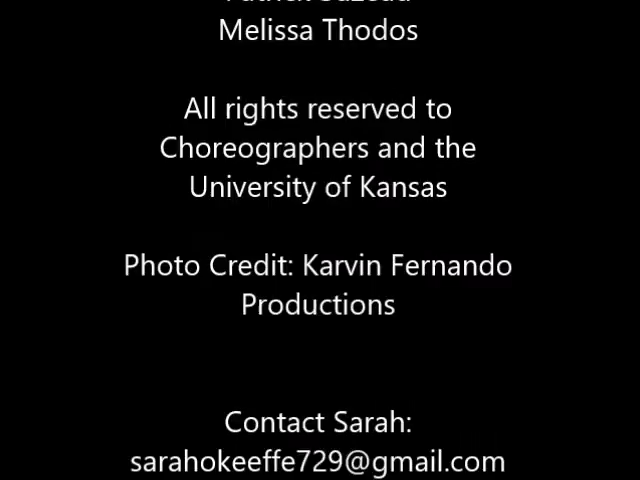 Melissa Thodos
All rights reserved to
Choreographers and the
University of Kansas
Photo Credit: Karvin Fernando
Productions
Contact Sarah:
sarahokeeffe729@gmail.com